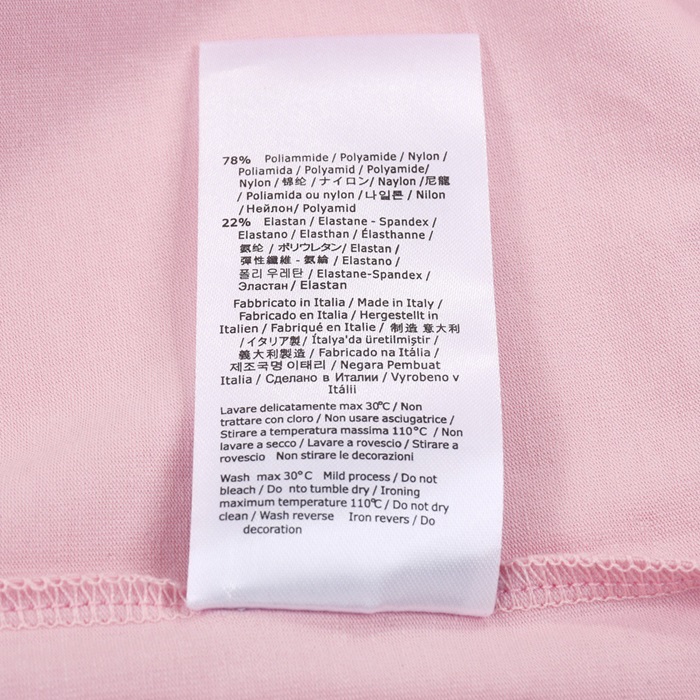 78% Poliammide / Polyamide / Nylon /
Poliamida / Polyamid / Polyamide/
Nylon / 锦纶 / ナイロン/ Naylon /尼龍
/ Poliamida ou nylon /나일론 / Nilon
/ Нейлон/ Polyamid
22% Elastan / Elastane - Spandex /
Elastano / Elasthan / Élasthanne /
氨纶 / ポリウレタン/ Elastan /
彈性纖維 - 氨綸 / Elastano /
폴리 우레탄 / Elastane-Spandex /
Эластан / Elastan
Fabbricato in Italia / Made in Italy /
Fabricado en Italia / Hergestellt in
Italien / Fabriqué en Italie / 制造 意大利
/イタリア製/ İtalya'da üretilmiştir /
義大利製造 / Fabricado na Itália /
제조국명 이태리 / Negara Pembuat
Italia / Сделано в Италии / Vyrobeno v
Itálii
Lavare delicatamente max 30°C / Non
trattare con cloro / Non usare asciugatrice /
Stirare a temperatura massima 110°C / Non
lavare a secco / Lavare a rovescio / Stirare a
rovescio Non stirare le decorazioni
Wash max 30°C Mild process / Do not
bleach / Do nto tumble dry / Ironing
maximum temperature 110°C / Do not dry
clean / Wash reverse Iron revers / Do
decoration